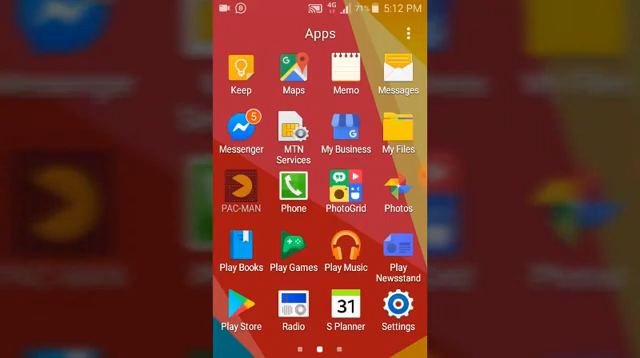 4G
71% 5:12 PM
Apps
Keep
Maps
Memo
Messages
5
Messenger
MTN
Services
My Business
My Files
PAC-MAN
Phone
PhotoGrid
Photos
Play Books
Play Games
Play Music
Play
Newsstand
31
Play Store
Radio
S Planner
Settings